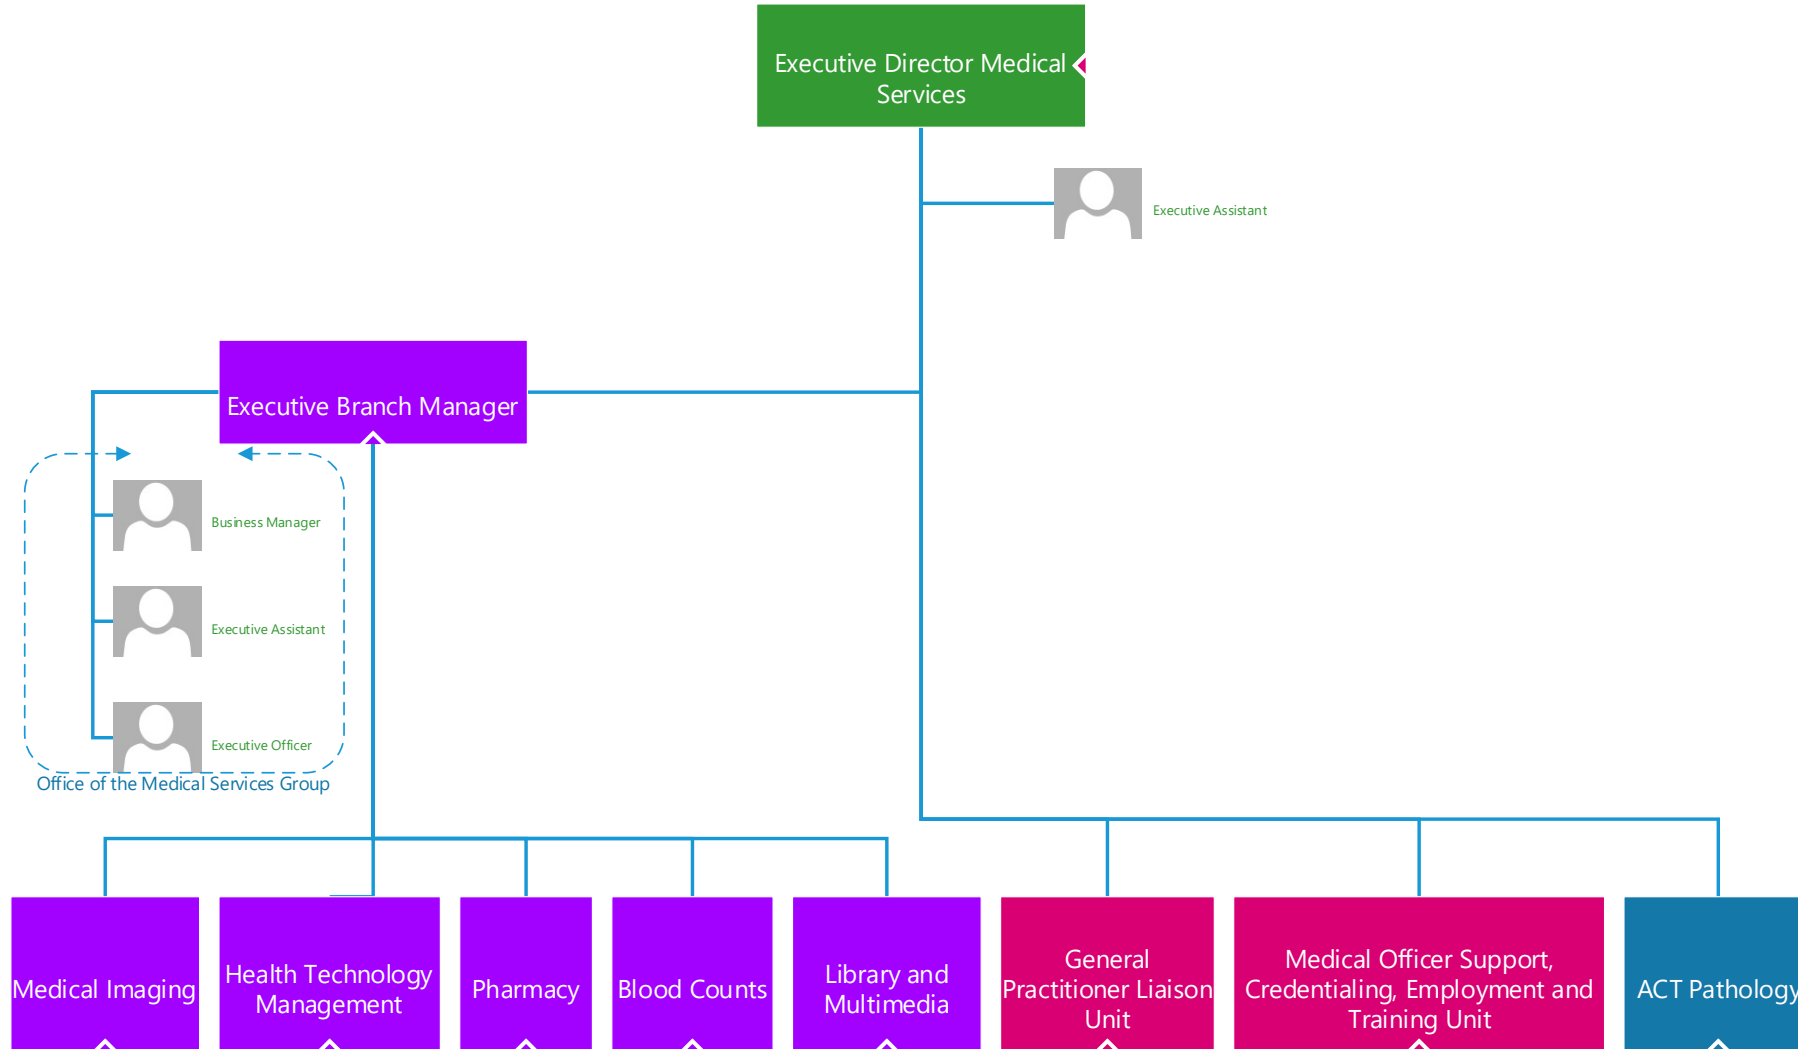 Executive Director Medical
Services
Executive Assistant
Executive Branch Manager
Business Manager
Executive Assistant
Executive Officer
Office of the Medical Services Group
Medical Imaging
Health Technology
Management
Pharmacy
Blood Counts
Library and
Multimedia
General
Practitioner Liaison
Unit
Medical Officer Support,
Credentialing, Employment and
Training Unit
ACT Pathology